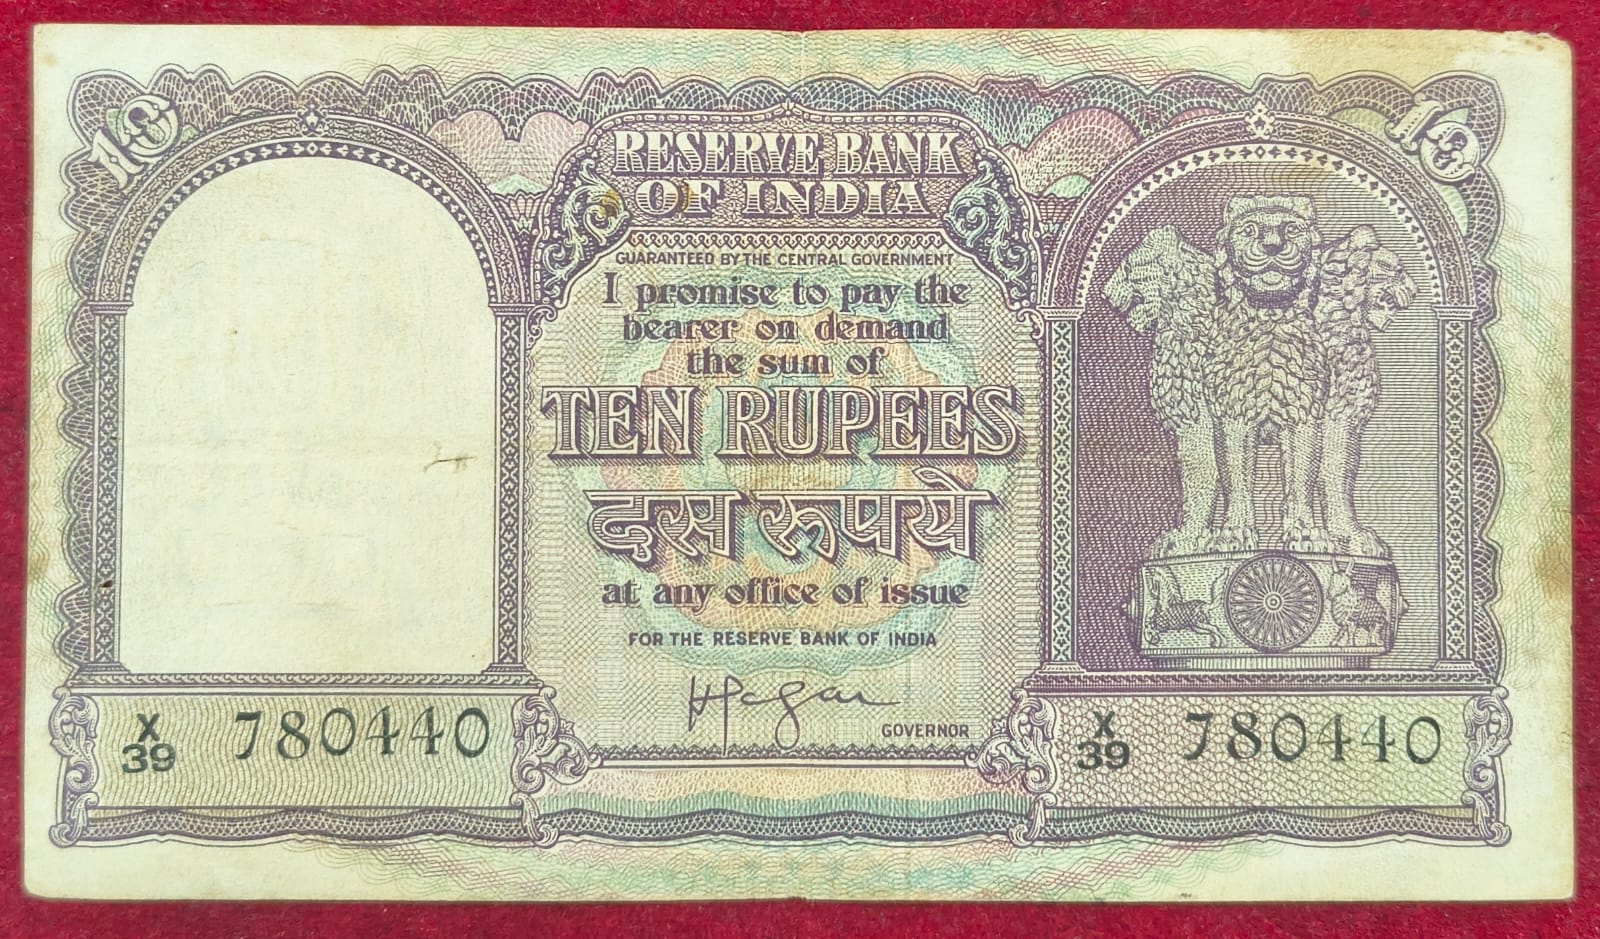 10
10
RESERVE BANK
OF INDIA
GUARANTEED BY THE CENTRAL GOVERNMENT
I promise to pay the
bearer on demand
the sum of
TEN RUPEES
दस रूपये
at any office of issue
FOR THE RESERVE BANK OF INDIA
GOVERNOR
X
39 780440
X
39 780440